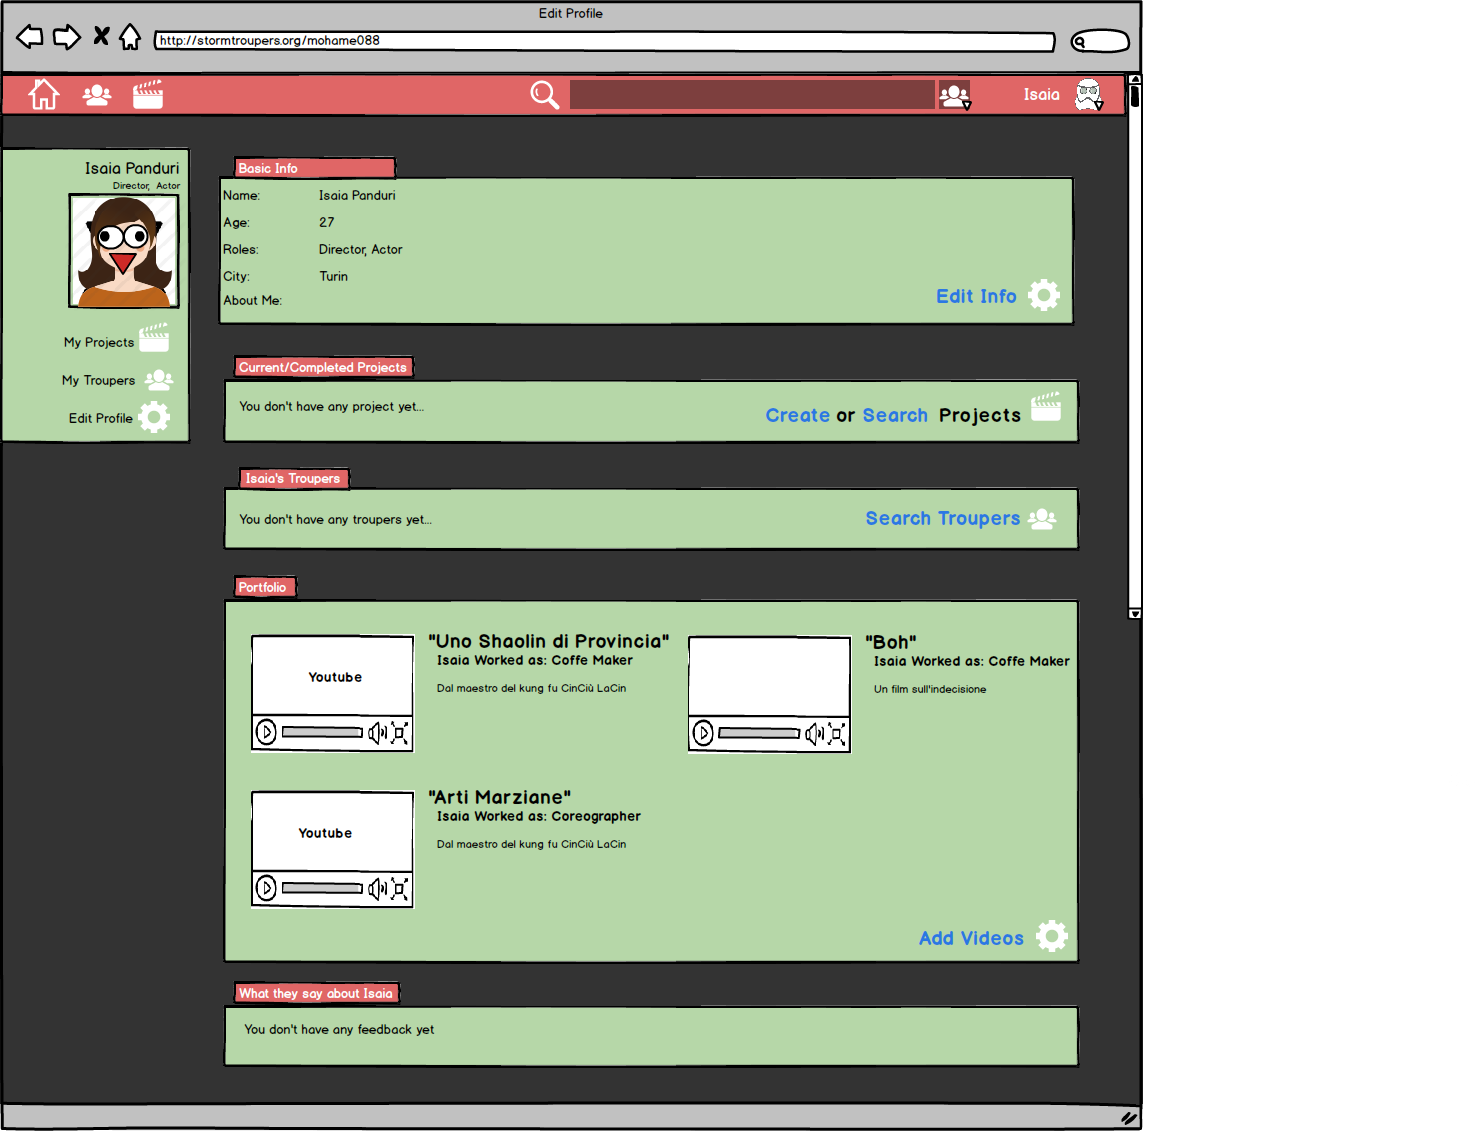 Edit Profile
http://stormtroupers.org/mohame088
Isaia
Isaia Panduri
Director, Actor
My Projects
My Troupers
Edit Profile
Basic Info
Name: Isaia Panduri
Age: 27
Roles: Director, Actor
City: Turin
About Me:
Edit Info
Current/Completed Projects
You don't have any project yet...
Create or Search Projects
Isaia's Troupers
You don't have any troupers yet...
Search Troupers
Portfolio
Youtube
"Uno Shaolin di Provincia"
Isaia Worked as: Coffe Maker
Dal maestro del kung fu CinCiù LaCin
"Boh"
Isaia Worked as: Coffe Maker
Un film sull'indecisione
Youtube
"Arti Marziane"
Isaia Worked as: Coreographer
Dal maestro del kung fu CinCiù LaCin
Add Videos
What they say about Isaia
You don't have any feedback yet